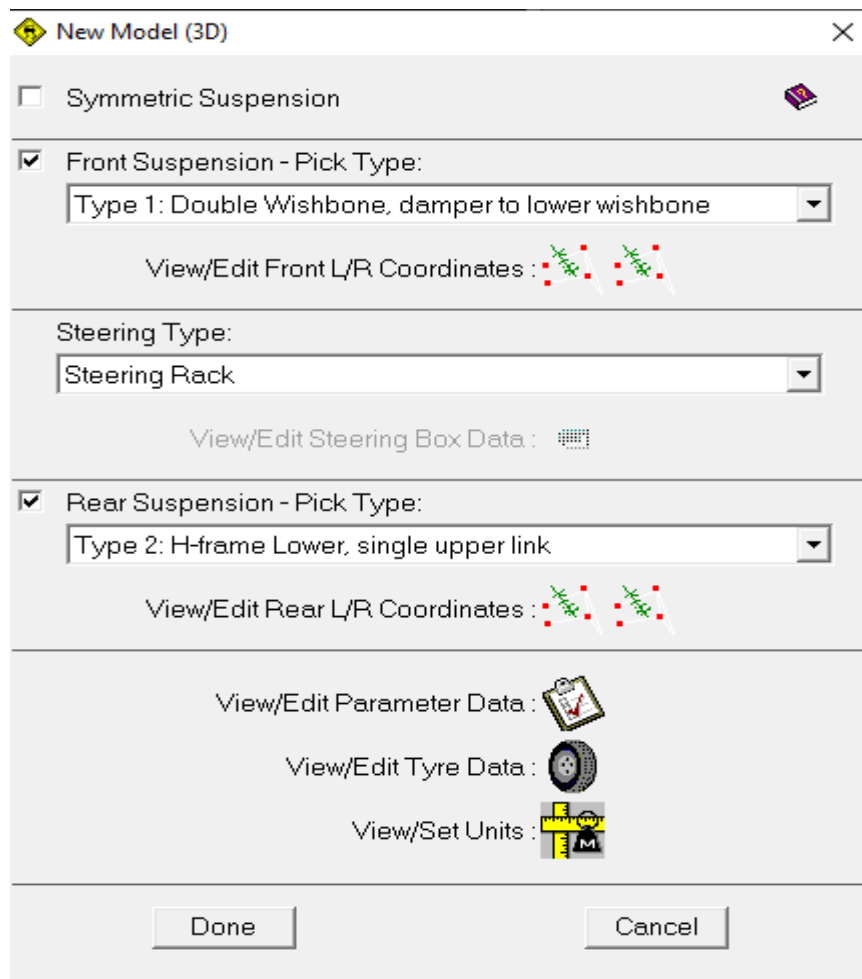 New Model (3D)
Symmetric Suspension
Front Suspension - Pick Type:
Type 1: Double Wishbone, damper to lower wishbone
View/Edit Front L/R Coordinates :
Steering Type:
Steering Rack
View/Edit Steering Box Data :
Rear Suspension - Pick Type:
Type 2: H-frame Lower, single upper link
View/Edit Rear L/R Coordinates :
View/Edit Parameter Data :
View/Edit Tyre Data :
View/Set Units :
M
Done Cancel